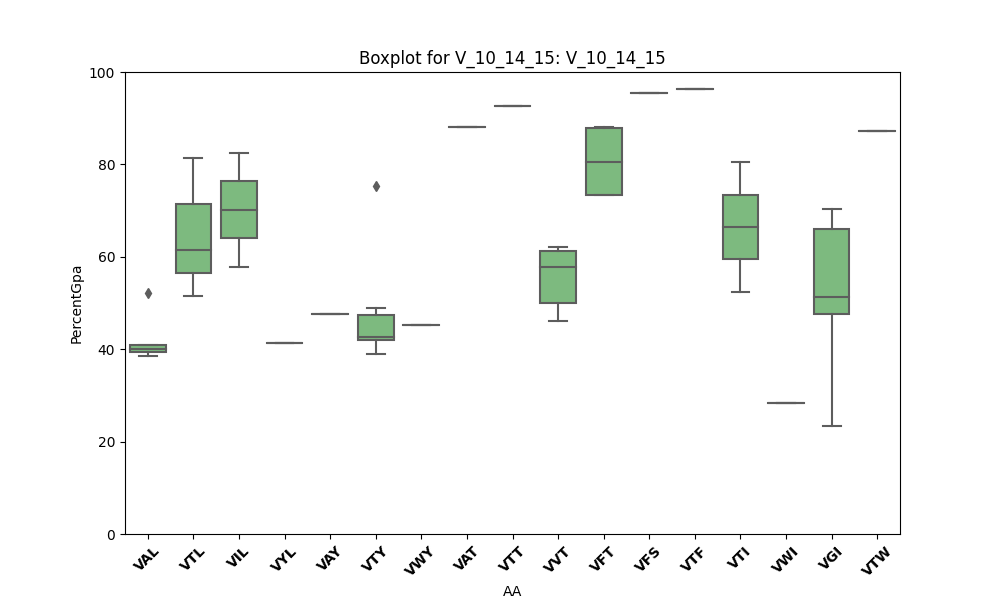 Boxplot for V_10_14_15: V_10_14_15
100
80
60
40
20
0
PercentGpa
VAL VTL VIL VYL VAY VTY VWY VAT VTT VVT VFT VFS VTF VTI VWI VGI VTW
AA